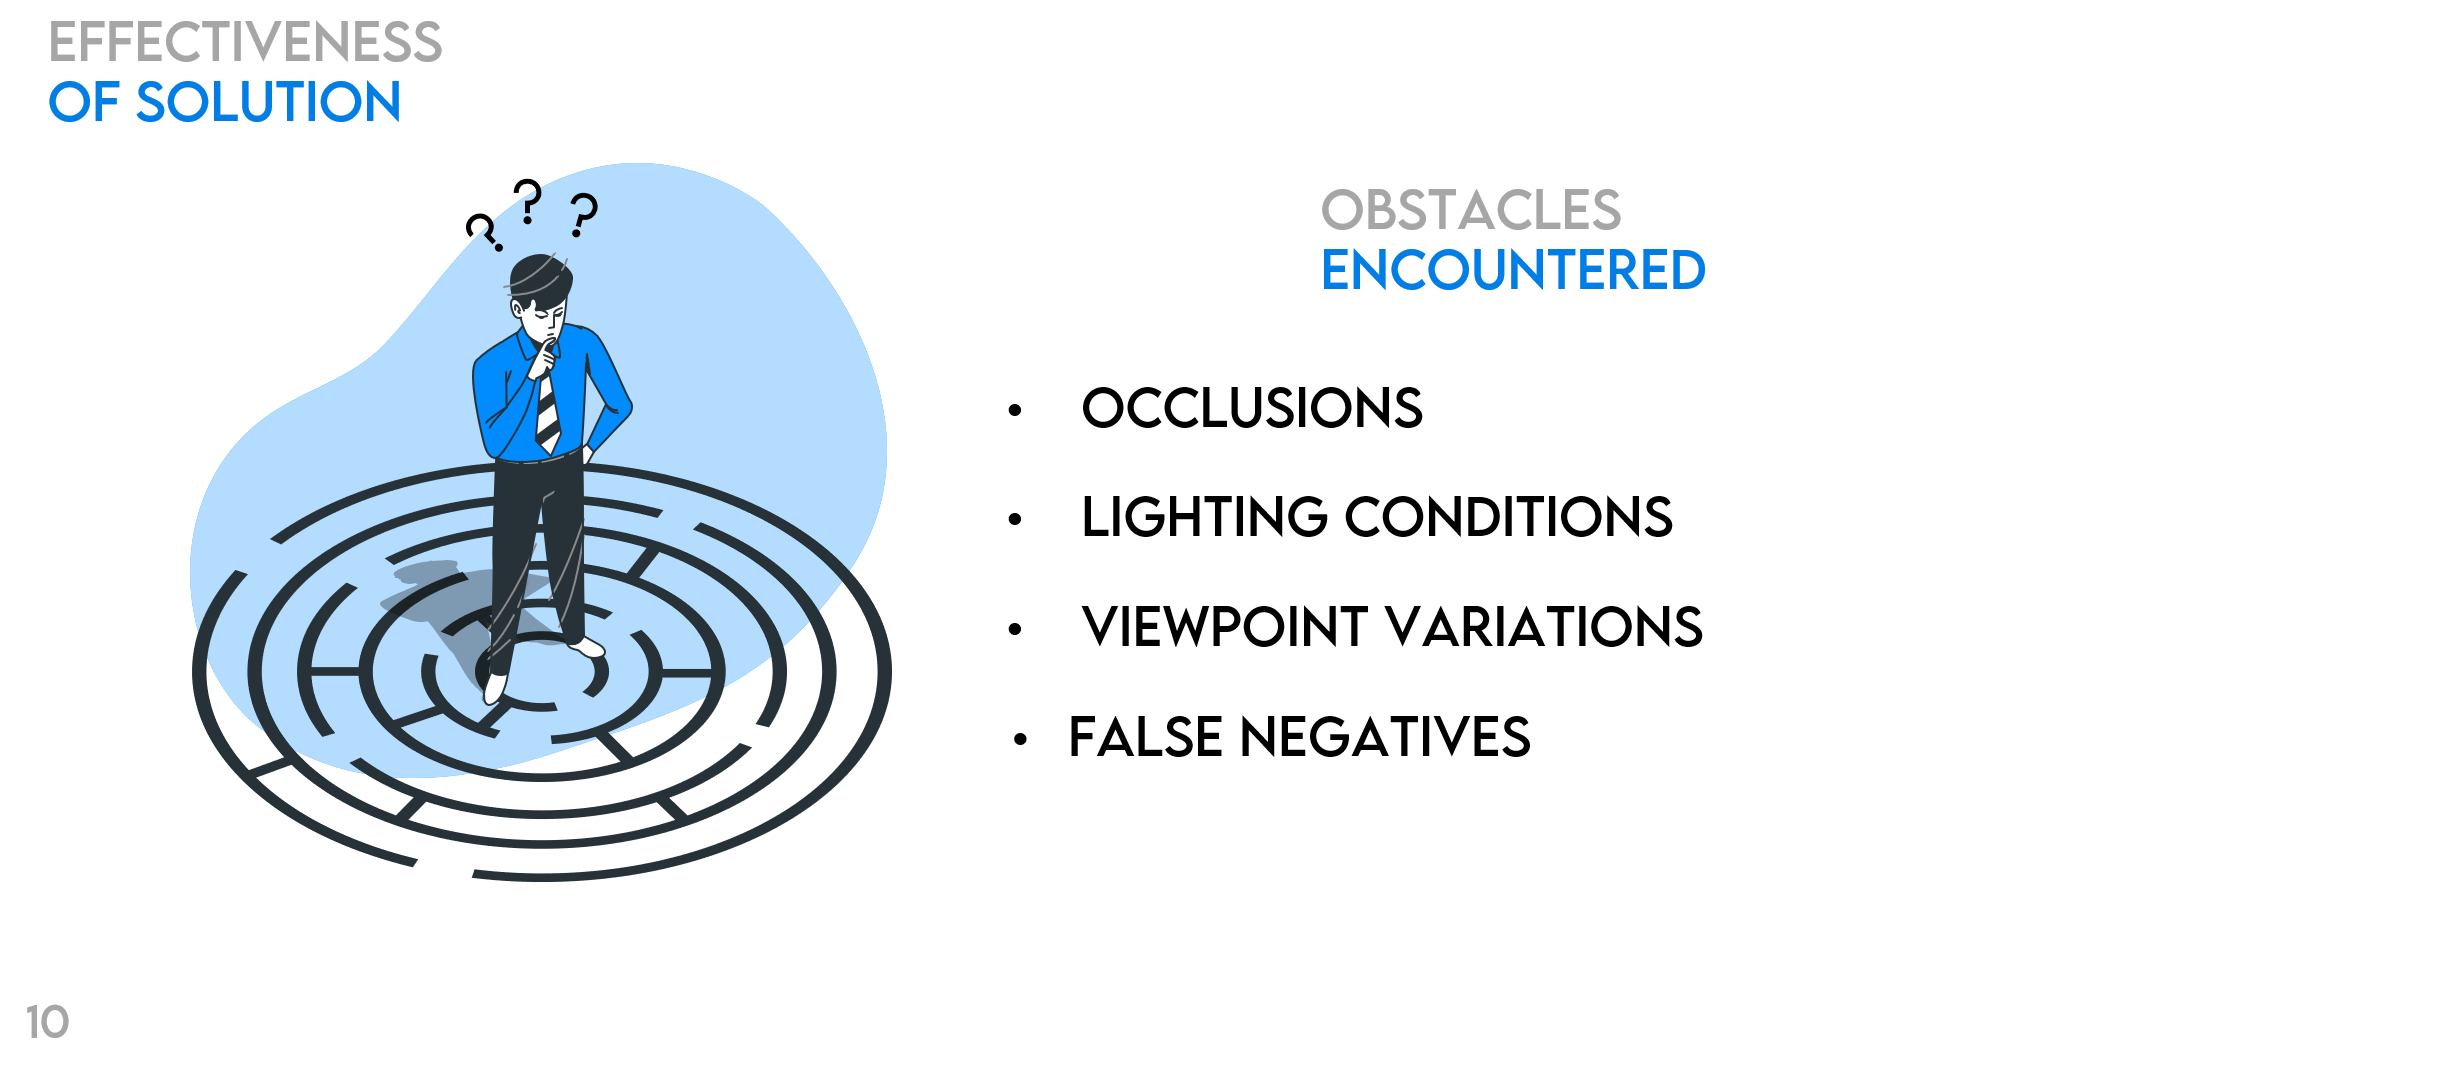 EFFECTIVENESS
OF SOLUTION
? ? ?
OBSTACLES
ENCOUNTERED
• OCCLUSIONS
• LIGHTING CONDITIONS
• VIEWPOINT VARIATIONS
• FALSE NEGATIVES
10